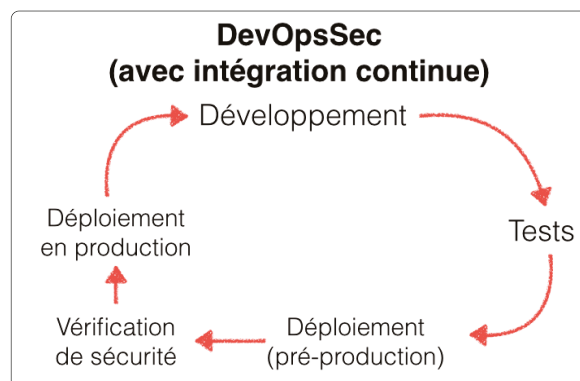 DevOpsSec
(avec intégration continue)
Développement
Tests
Déploiement
(pré-production)
Vérification
de sécurité
Déploiement
en production